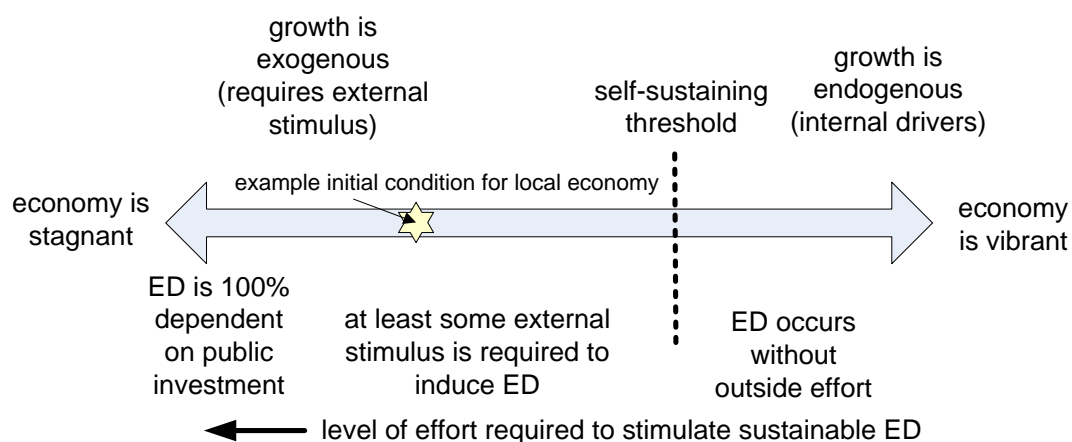 growth is
exogenous
(requires external
stimulus)
self-sustaining
threshold
growth is
endogenous
(internal drivers)
example initial condition for local economy
economy is
stagnant
economy
is vibrant
ED is 100%
dependent
on public
investment
at least some external
stimulus is required to
induce ED
ED occurs
without
outside effort
level of effort required to stimulate sustainable ED